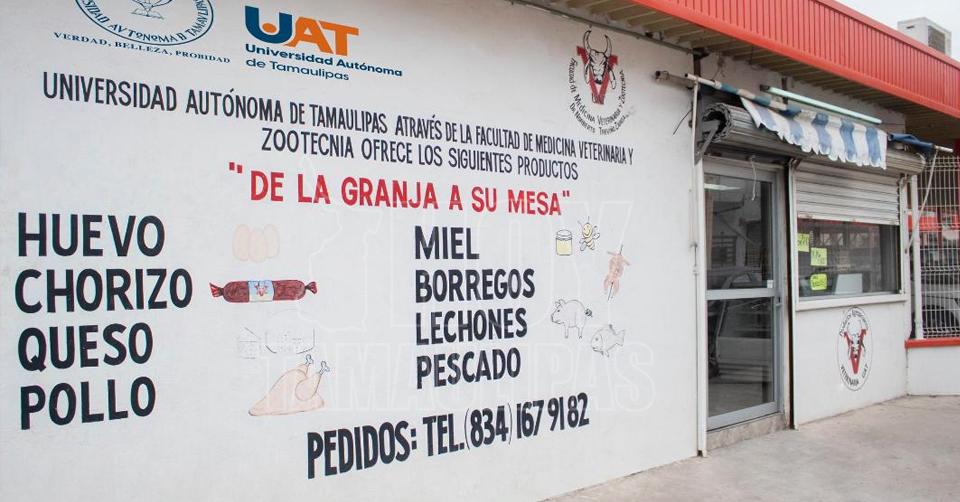 VERDAD, BELLEZA, PROBIDAD
UAT
Universidad Autónoma
de Tamaulipas
UNIVERSIDAD AUTÓNOMA DE TAMAULIPAS ATRAVÉS DE LA FACULTAD DE MEDICINA VETERINARIA Y
ZOOTECNIA OFRECE LOS SIGUIENTES PRODUCTOS
"DE LA GRANJA A SU MESA"
HUEVO
CHORIZO
QUESO
POLLO
MIEL
BORREGOS
LECHONES
PESCADO
PEDIDOS: TEL.(834) 167 91 82
HOY
TAMAULIPAS